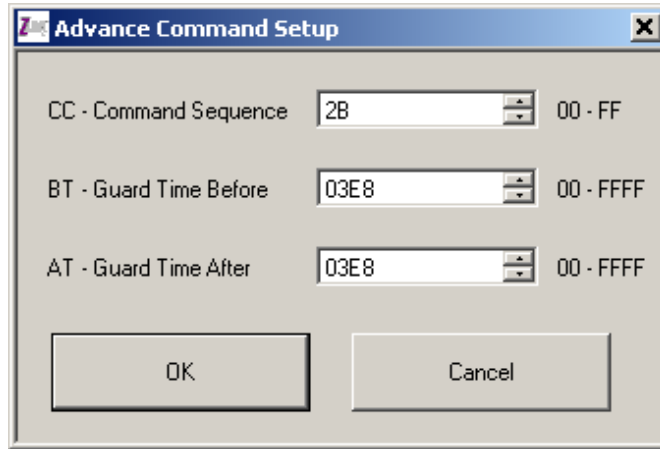 Advance Command Setup
CC - Command Sequence 2B 00 - FF
BT - Guard Time Before 03E8 00 - FFFF
AT - Guard Time After 03E8 00 - FFFF
OK Cancel